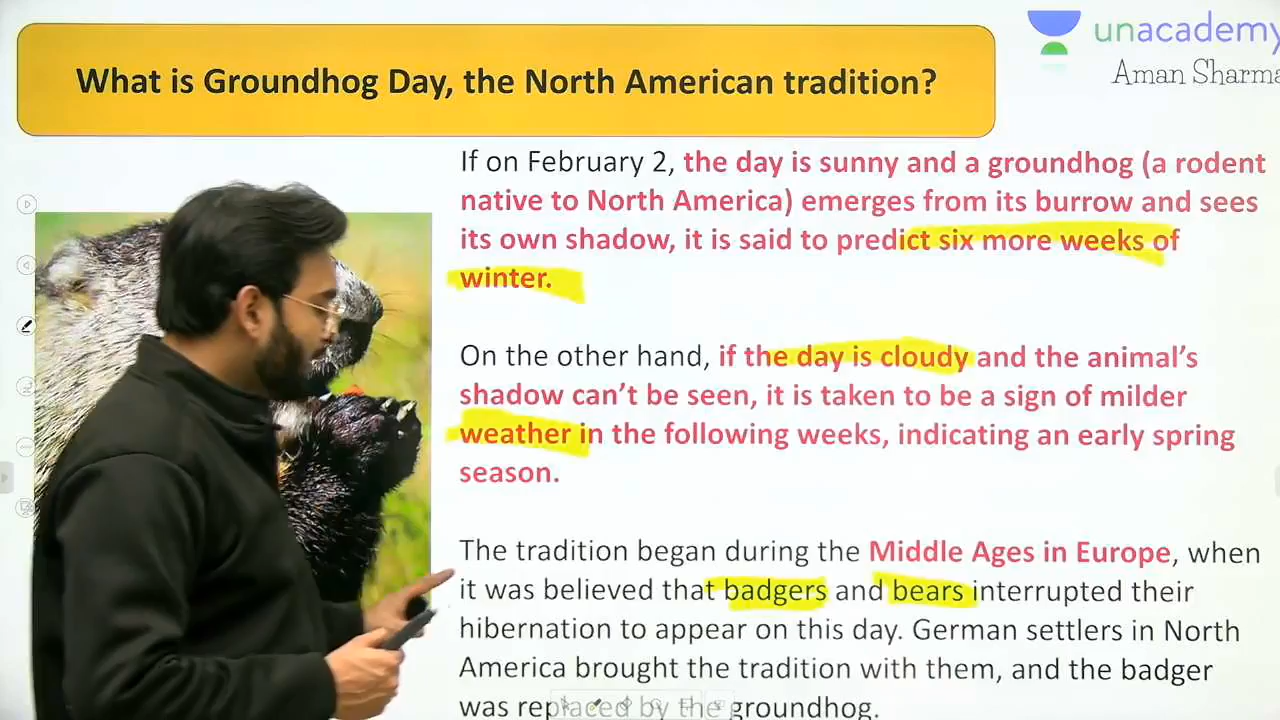 unacademy
Aman Sharma
What is Groundhog Day, the North American tradition?
If on February 2, the day is sunny and a groundhog (a rodent
native to North America) emerges from its burrow and sees
its own shadow, it is said to predict six more weeks of
winter.
On the other hand, if the day is cloudy and the animal’s
shadow can’t be seen, it is taken to be a sign of milder
weather in the following weeks, indicating an early spring
season.
The tradition began during the Middle Ages in Europe, when
it was believed that badgers and bears interrupted their
hibernation to appear on this day. German settlers in North
America brought the tradition with them, and the badger
was replaced by the groundhog.